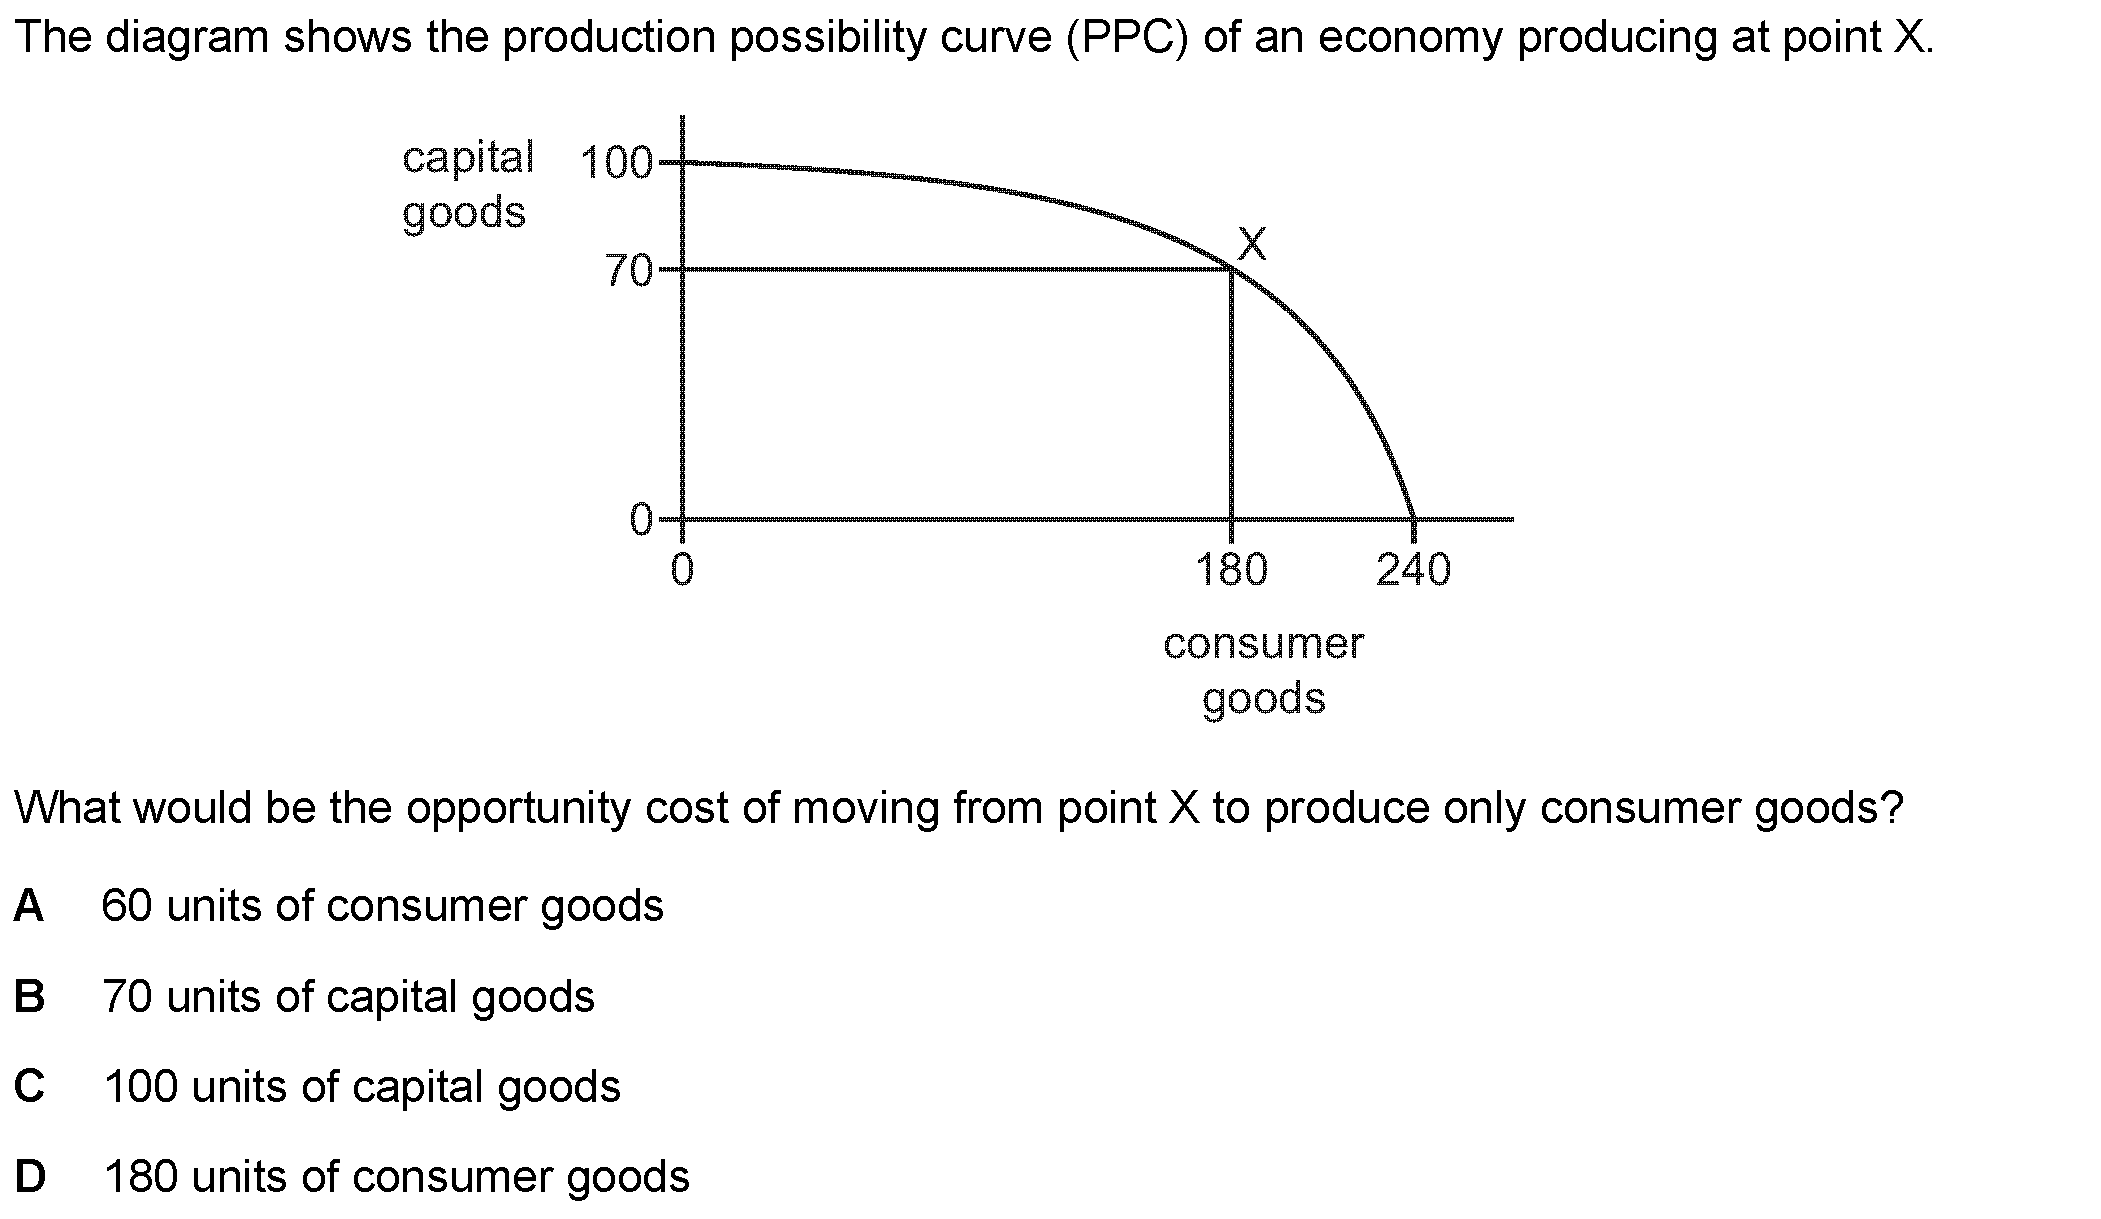 The diagram shows the production possibility curve (PPC) of an economy producing at point X.
capital
goods
100
X
70
0
0
180
240
consumer
goods
What would be the opportunity cost of moving from point X to produce only consumer goods?
A 60 units of consumer goods
B 70 units of capital goods
C 100 units of capital goods
D 180 units of consumer goods